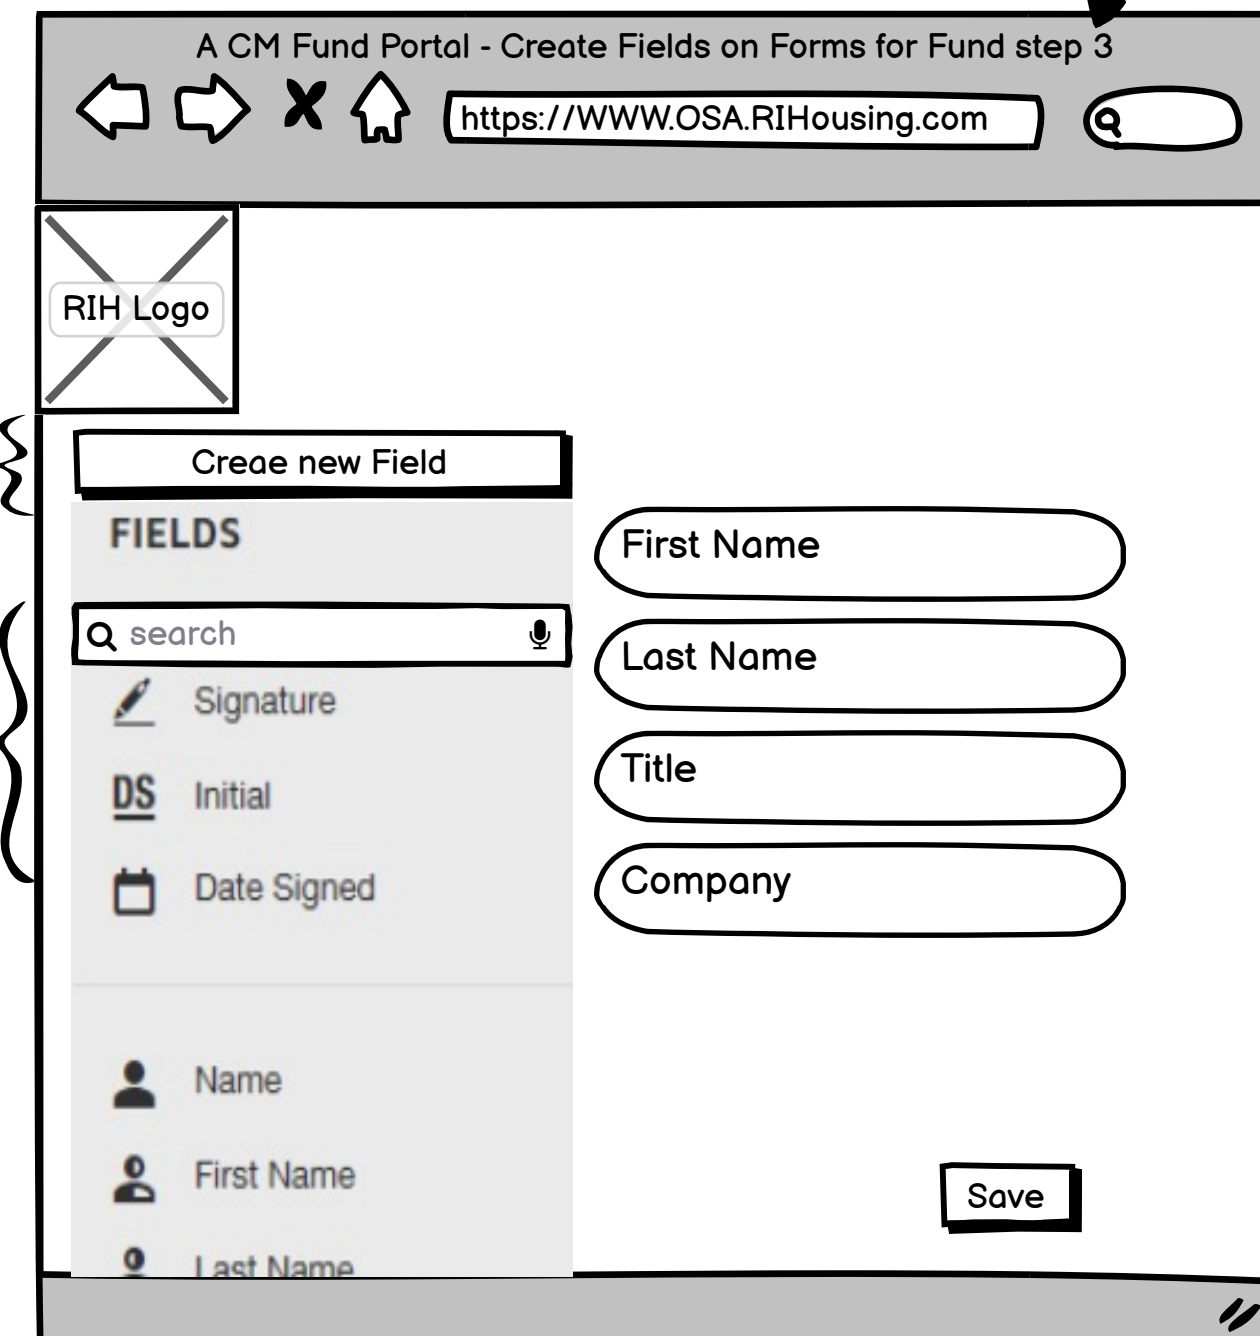 A CM Fund Portal - Create Fields on Forms for Fund step 3
https://WWW.OSA.RIHousing.com
RIH Logo
Creae new Field
FIELDS
search
Signature
DS Initial
Date Signed
Name
First Name
Last Name
First Name
Last Name
Title
Company
Save